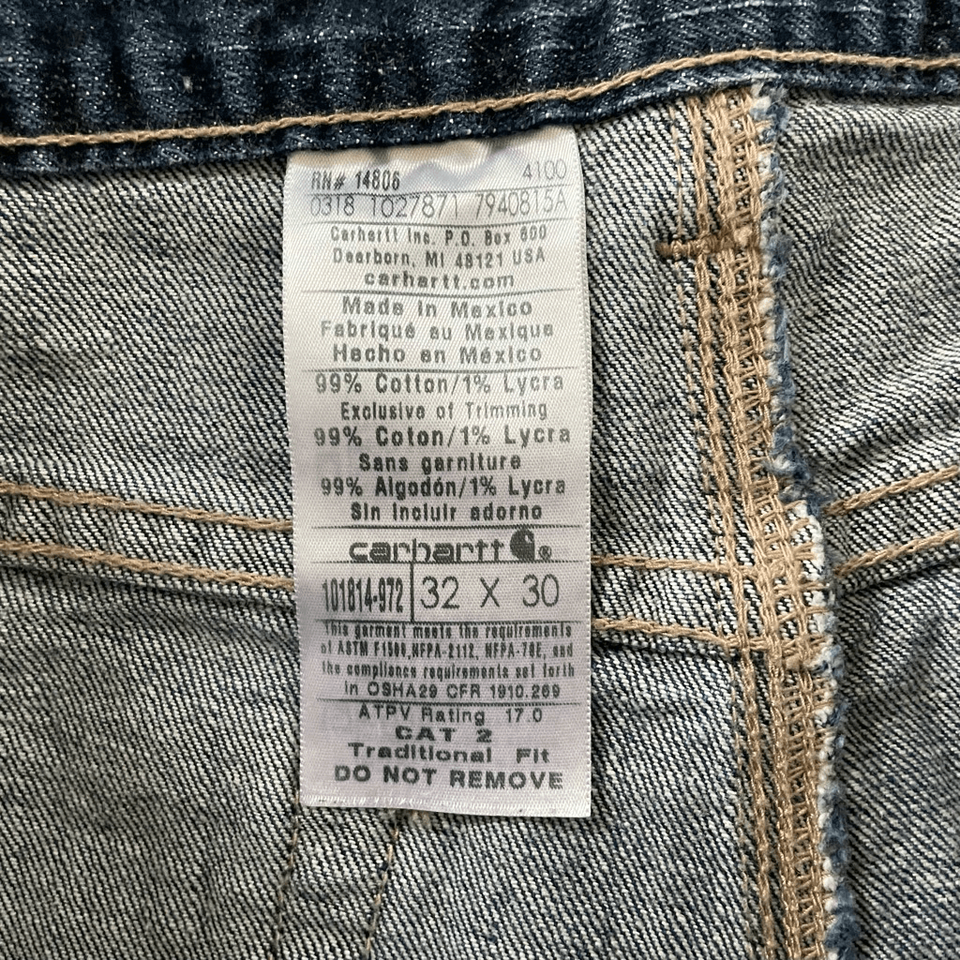 RN# 14806 4100
0318 1027871 7940815A
Carhartt Inc. P.O. Box 600
Dearborn, MI 48121 USA
carhartt.com
Made in Mexico
Fabriqué au Mexique
Hecho en México
99% Cotton/1% Lycra
Exclusive of Trimming
99% Coton/1% Lycra
Sans garniture
99% Algodón/1% Lycra
Sin Incluir adorno
carhartt ®
101814-972 32 X 30
This garment meets the requirements
of ASTM F1506,NFPA-2112, NFPA-70E, and
the compliance requirements set forth
in OSHA29 CFR 1910.269
ATPV Rating 17.0
CAT 2
Traditional Fit
DO NOT REMOVE